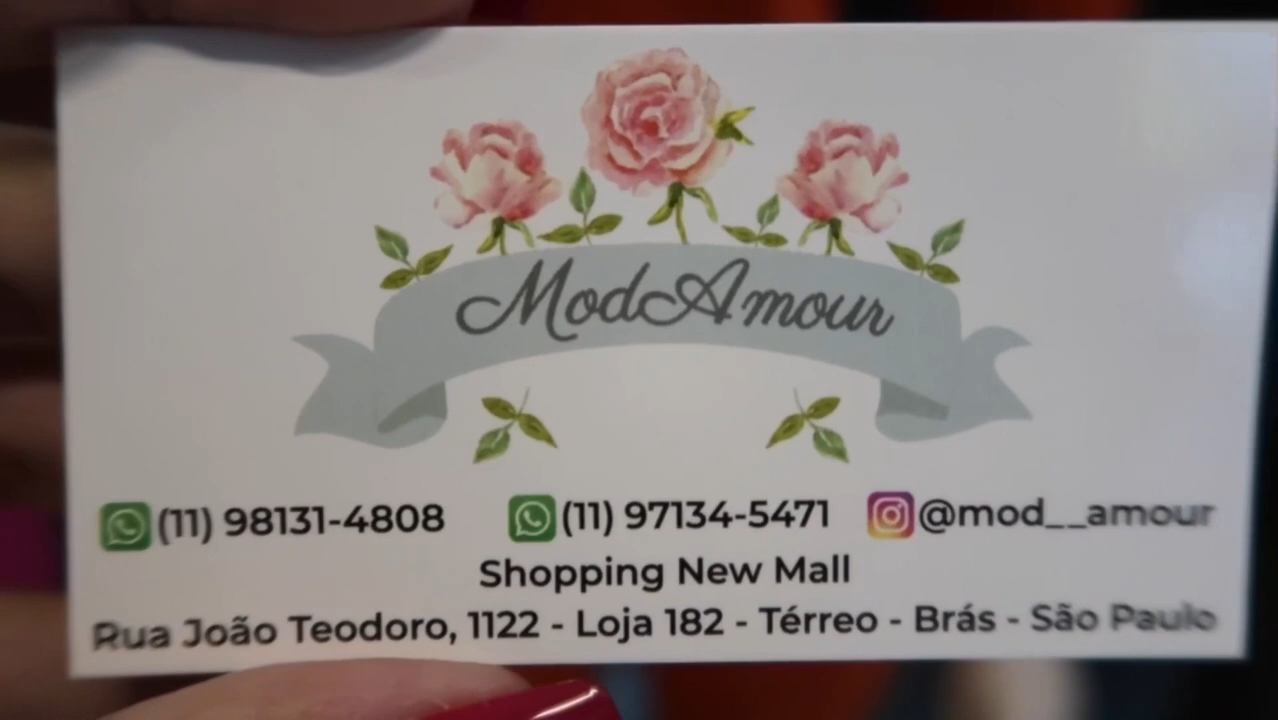 ModAmour
(11) 98131-4808 (11) 97134-5471 @mod__amour
Shopping New Mall
Rua João Teodoro, 1122 - Loja 182 - Térreo - Brás - São Paulo